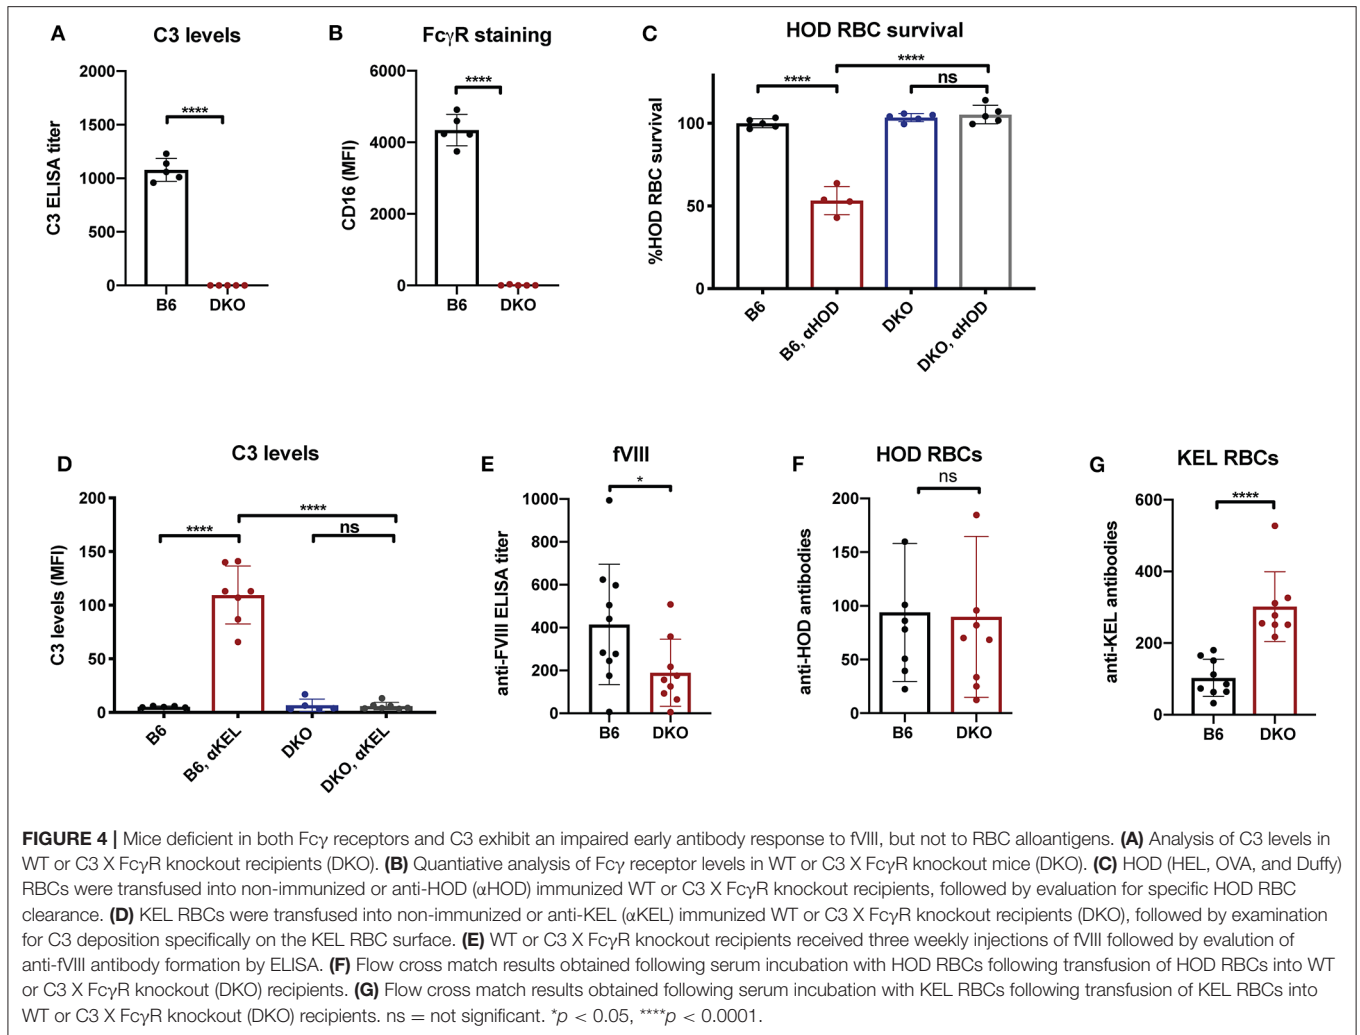 A
C3 levels
C3 ELISA titer
2000
1500
1000
500
0
****
B6
DKO
B
FcγR staining
CD16 (MFI)
6000
4000
2000
0
****
B6
DKO
C
HOD RBC survival
%HOD RBC survival
100
50
0
****
****
ns
B6
B6, αHOD
DKO
DKO, αHOD
D
C3 levels
C3 levels (MFI)
200
150
100
50
0
****
****
ns
B6
B6, αKEL
DKO
DKO, αKEL
E
fVIII
anti-FVIII ELISA titer
1000
800
600
400
200
0
*
B6
DKO
F
HOD RBCs
anti-HOD antibodies
200
150
100
50
0
ns
B6
DKO
G
KEL RBCs
anti-KEL antibodies
600
400
200
0
****
B6
DKO
FIGURE 4 | Mice deficient in both Fcγ receptors and C3 exhibit an impaired early antibody response to fVIII, but not to RBC alloantigens. (A) Analysis of C3 levels in
WT or C3 X FcγR knockout recipients (DKO). (B) Quantiative analysis of Fcγ receptor levels in WT or C3 X FcγR knockout mice (DKO). (C) HOD (HEL, OVA, and Duffy)
RBCs were transfused into non-immunized or anti-HOD (αHOD) immunized WT or C3 X FcγR knockout recipients, followed by evaluation for specific HOD RBC
clearance. (D) KEL RBCs were transfused into non-immunized or anti-KEL (αKEL) immunized WT or C3 X FcγR knockout recipients (DKO), followed by examination
for C3 deposition specifically on the KEL RBC surface. (E) WT or C3 X FcγR knockout recipients received three weekly injections of fVIII followed by evalution of
anti-fVIII antibody formation by ELISA. (F) Flow cross match results obtained following serum incubation with HOD RBCs following transfusion of HOD RBCs into WT
or C3 X FcγR knockout (DKO) recipients. (G) Flow cross match results obtained following serum incubation with KEL RBCs following transfusion of KEL RBCs into
WT or C3 X FcγR knockout (DKO) recipients. ns = not significant. *p < 0.05, ****p < 0.0001.